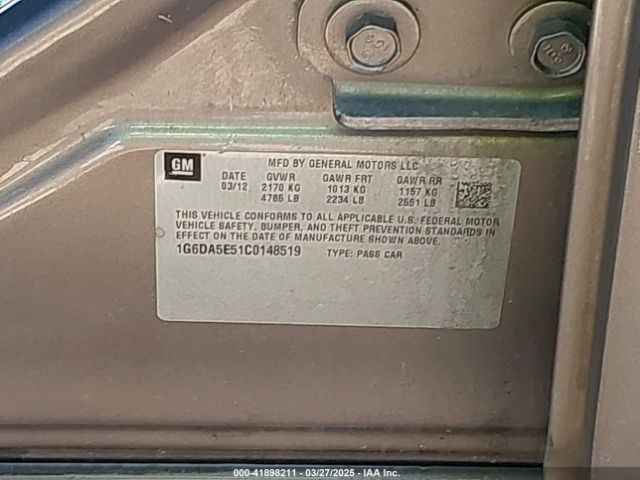 GM
MFD BY GENERAL MOTORS LLC
DATE GVWR GAWR FRT GAWR RR
03/12 2170 KG 1013 KG 1157 KG
4786 LB 2234 LB 2551 LB
THIS VEHICLE CONFORMS TO ALL APPLICABLE U.S. FEDERAL MOTOR
VEHICLE SAFETY, BUMPER, AND THEFT PREVENTION STANDARDS IN
EFFECT ON THE DATE OF MANUFACTURE SHOWN ABOVE.
1G6DA5E51C0148519 TYPE: PASS CAR
000-41898211 - 03/27/2025 - IAA Inc.